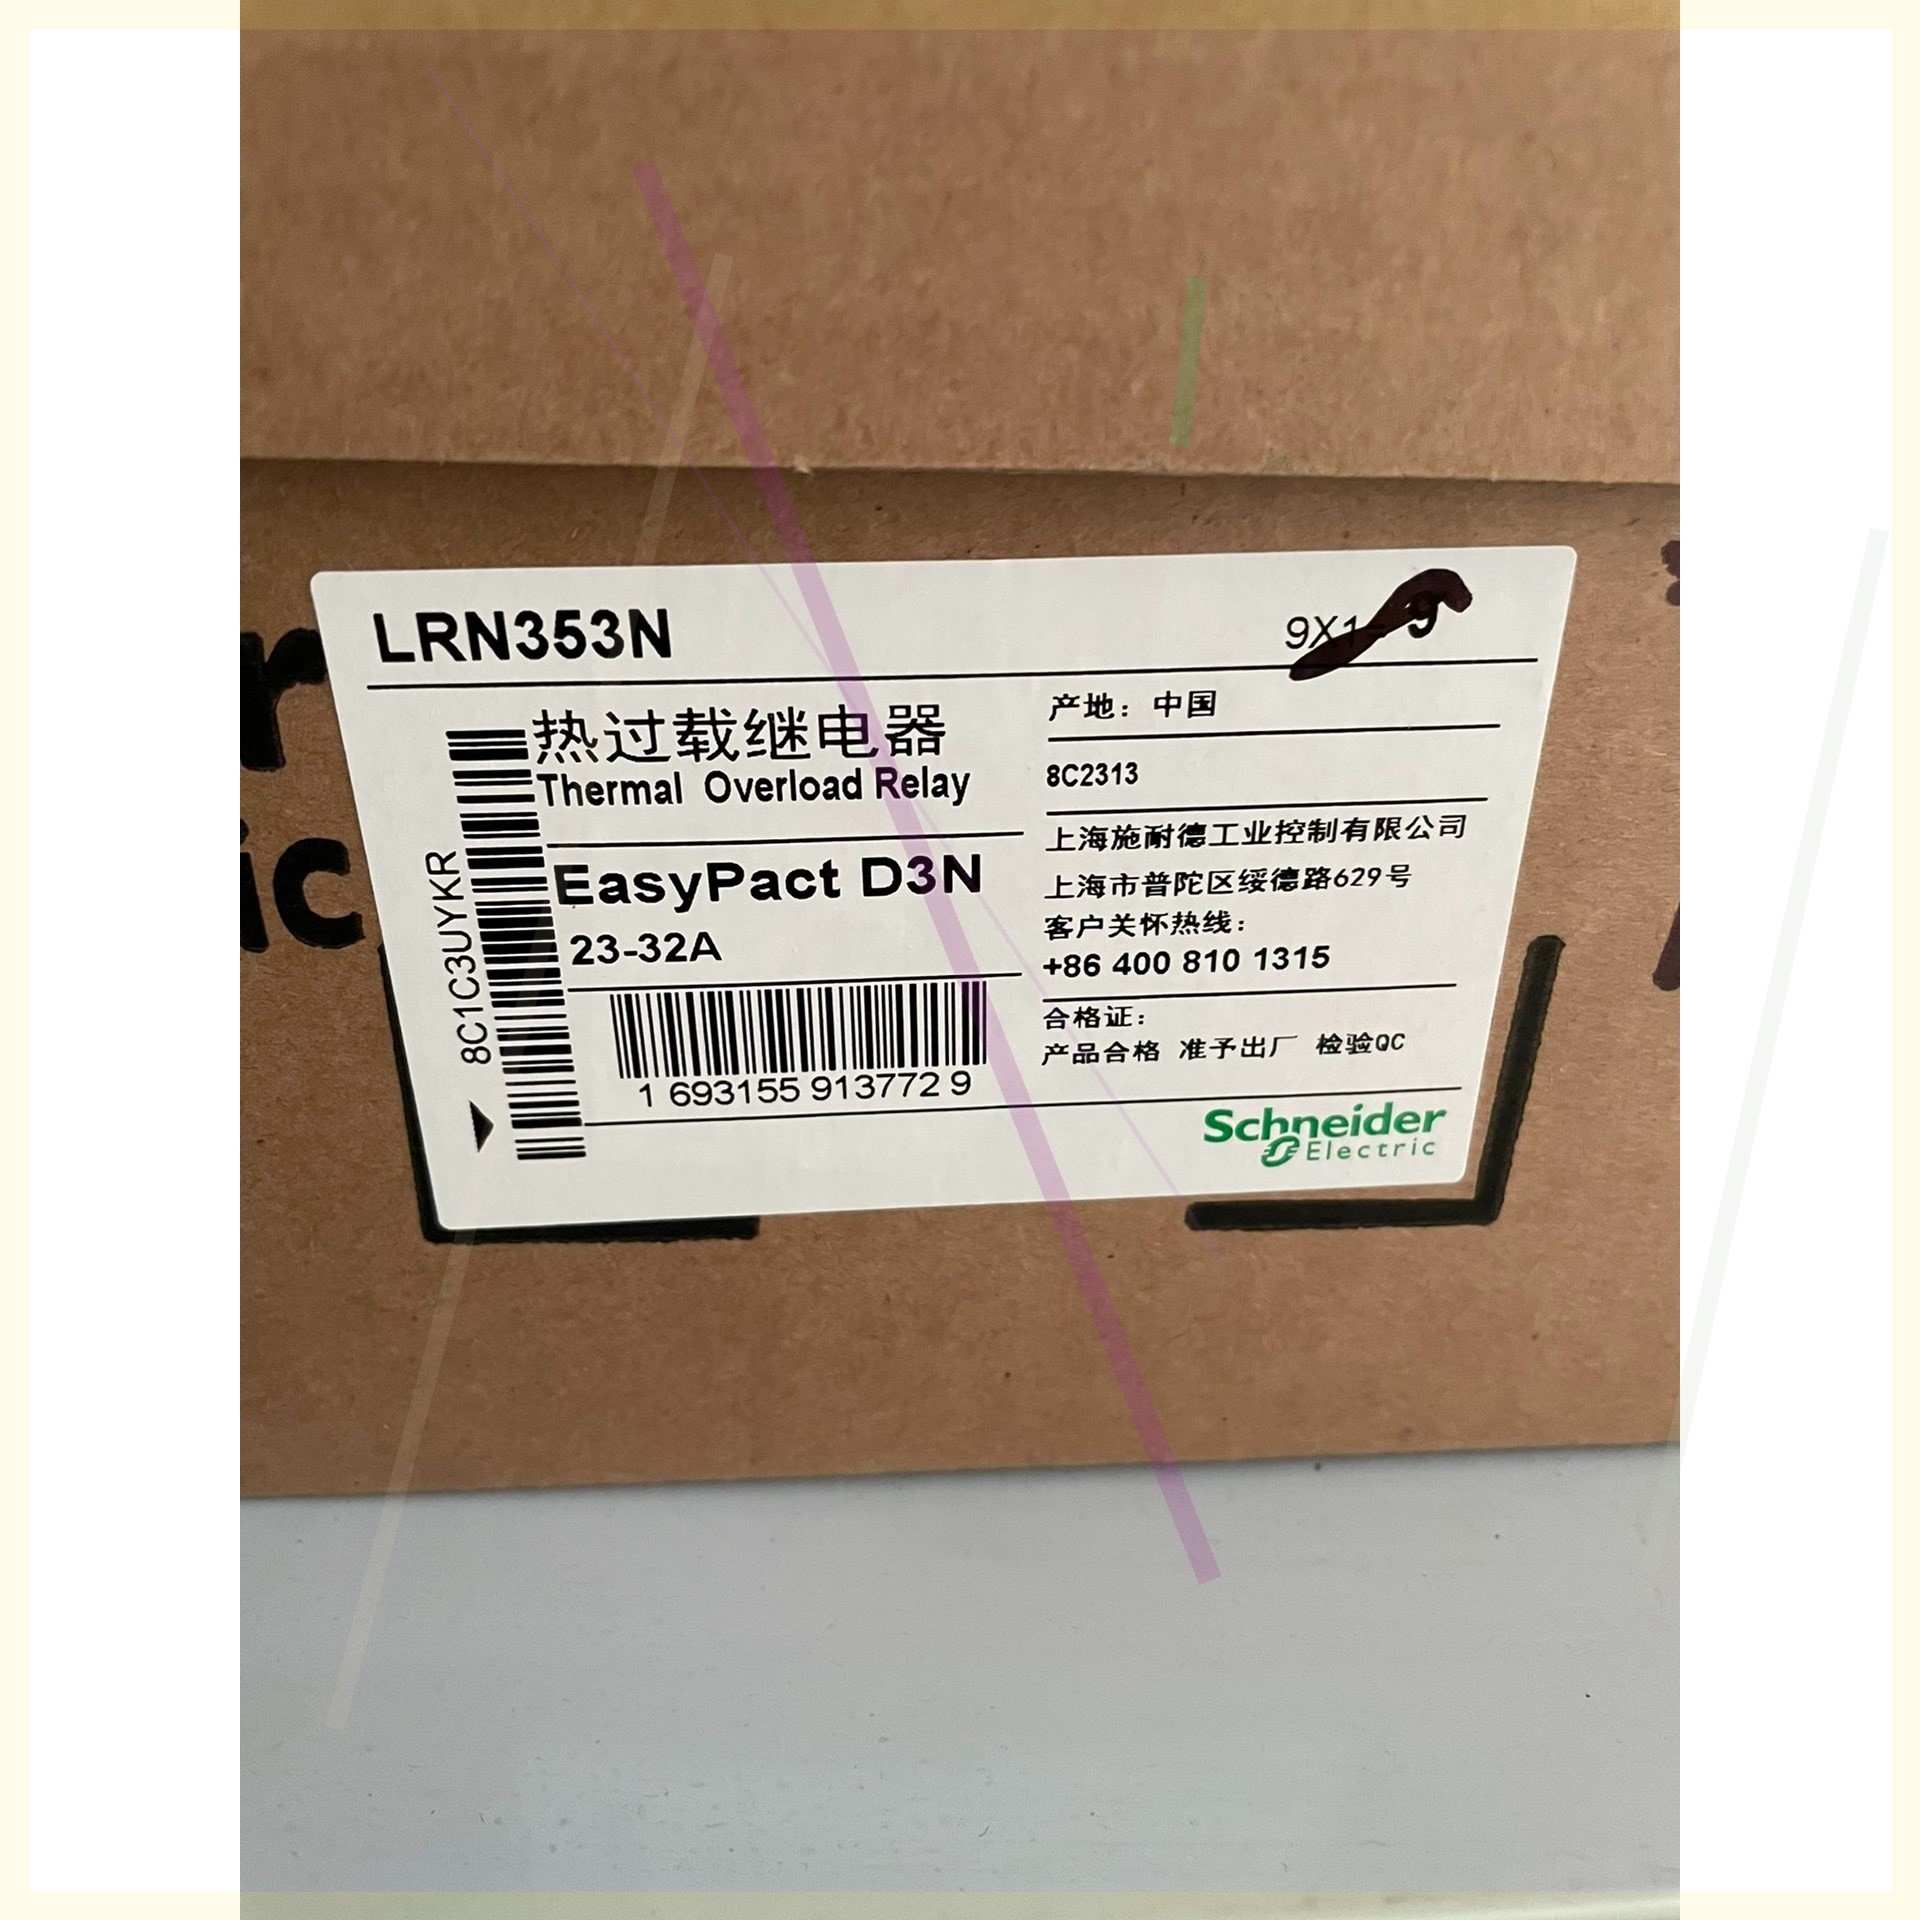 LRN353N
9X1= 9
热过载继电器
Thermal Overload Relay
EasyPact D3N
23-32A
8C1C3UYKR
1 693155 913772 9
产地：中国
8C2313
上海施耐德工业控制有限公司
上海市普陀区绥德路629号
客户关怀热线：
+86 400 810 1315
合格证：
产品合格 准予出厂 检验QC
Schneider
Electric
r
ic